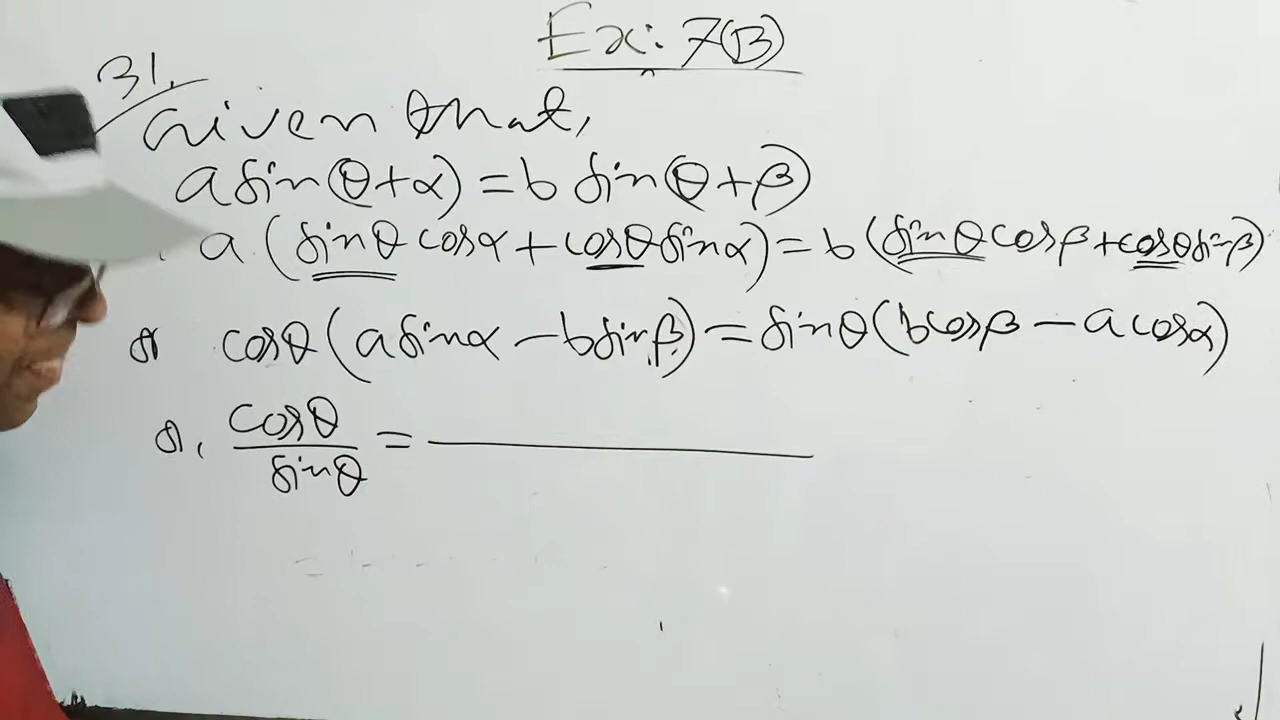 Ex: 7(B)
31.
Given that,
a sin(θ+α) = b sin(θ+β)
a (sinθ cosα + cosθ sinα) = b (sinθ cosβ + cosθ sinβ)
or cosθ (a sinα - b sinβ) = sinθ (b cosβ - a cosα)
or, cosθ/sinθ =